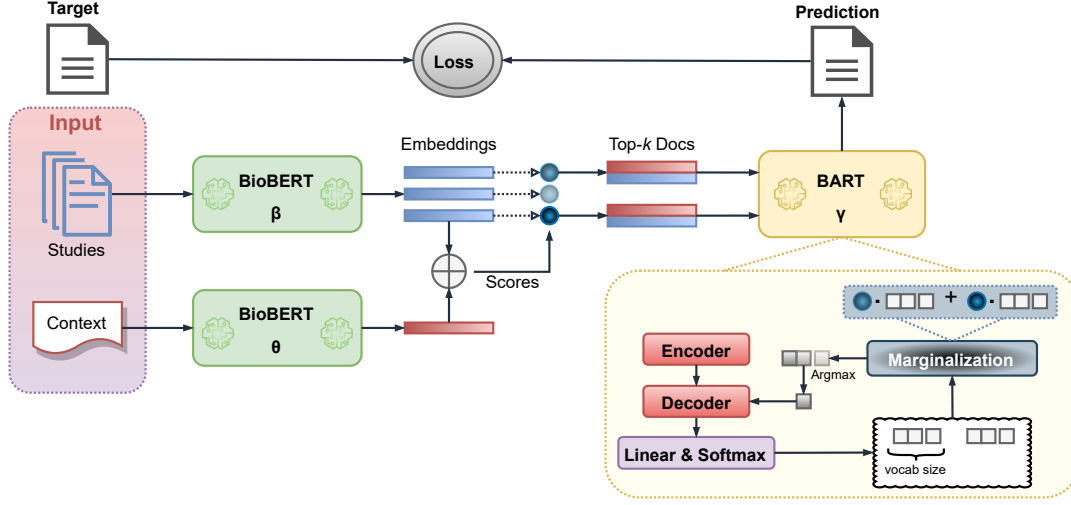 Target
Prediction
Loss
Input
Embeddings
Top-k Docs
BioBERT
β
BART
γ
Studies
Scores
Context
BioBERT
θ
· + ·
Encoder
Marginalization
Argmax
Decoder
Linear & Softmax
vocab size